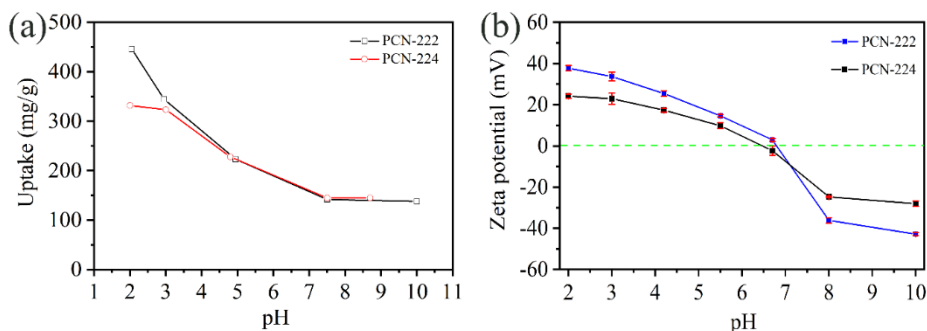 (a)
PCN-222
PCN-224
Uptake (mg/g)
500
400
300
200
100
0
1 2 3 4 5 6 7 8 9 10 11
pH
(b)
PCN-222
PCN-224
Zeta potential (mV)
60
40
20
0
-20
-40
-60
2 3 4 5 6 7 8 9 10
pH